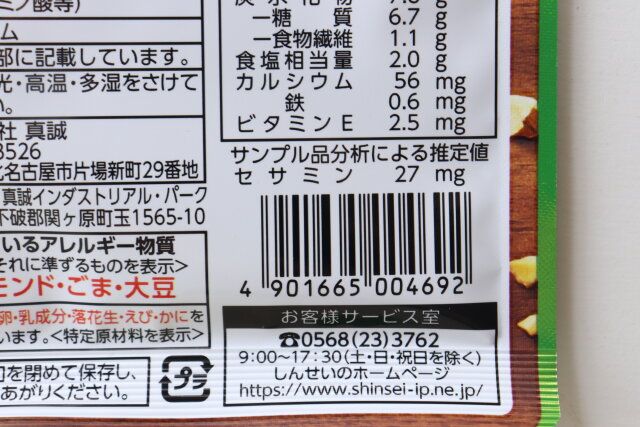 ミノ酸等)
ム
部に記載しています。
光・高温・多湿をさけて
い。
社 真誠
8526
北名古屋市片場新町29番地
真誠インダストリアル・パーク
不破郡関ヶ原町玉1565-10
いるアレルギー物質
それに準ずるものを表示>
モンド・ごま・大豆
卵・乳成分・落花生・えび・かにを
います。<特定原材料を表示>
口を閉めて保存し、
あがりください。
プラ
炭水化物 7.8 g
―糖 質 6.7 g
―食物繊維 1.1 g
食塩相当量 2.0 g
カルシウム 56 mg
鉄 0.6 mg
ビタミンE 2.5 mg
サンプル品分析による推定値
セサミン 27 mg
4 901665 004692
お客様サービス室
☎0568(23)3762
9:00~17:30(土・日・祝日を除く)
しんせいのホームページ
https://www.shinsei-ip.ne.jp/